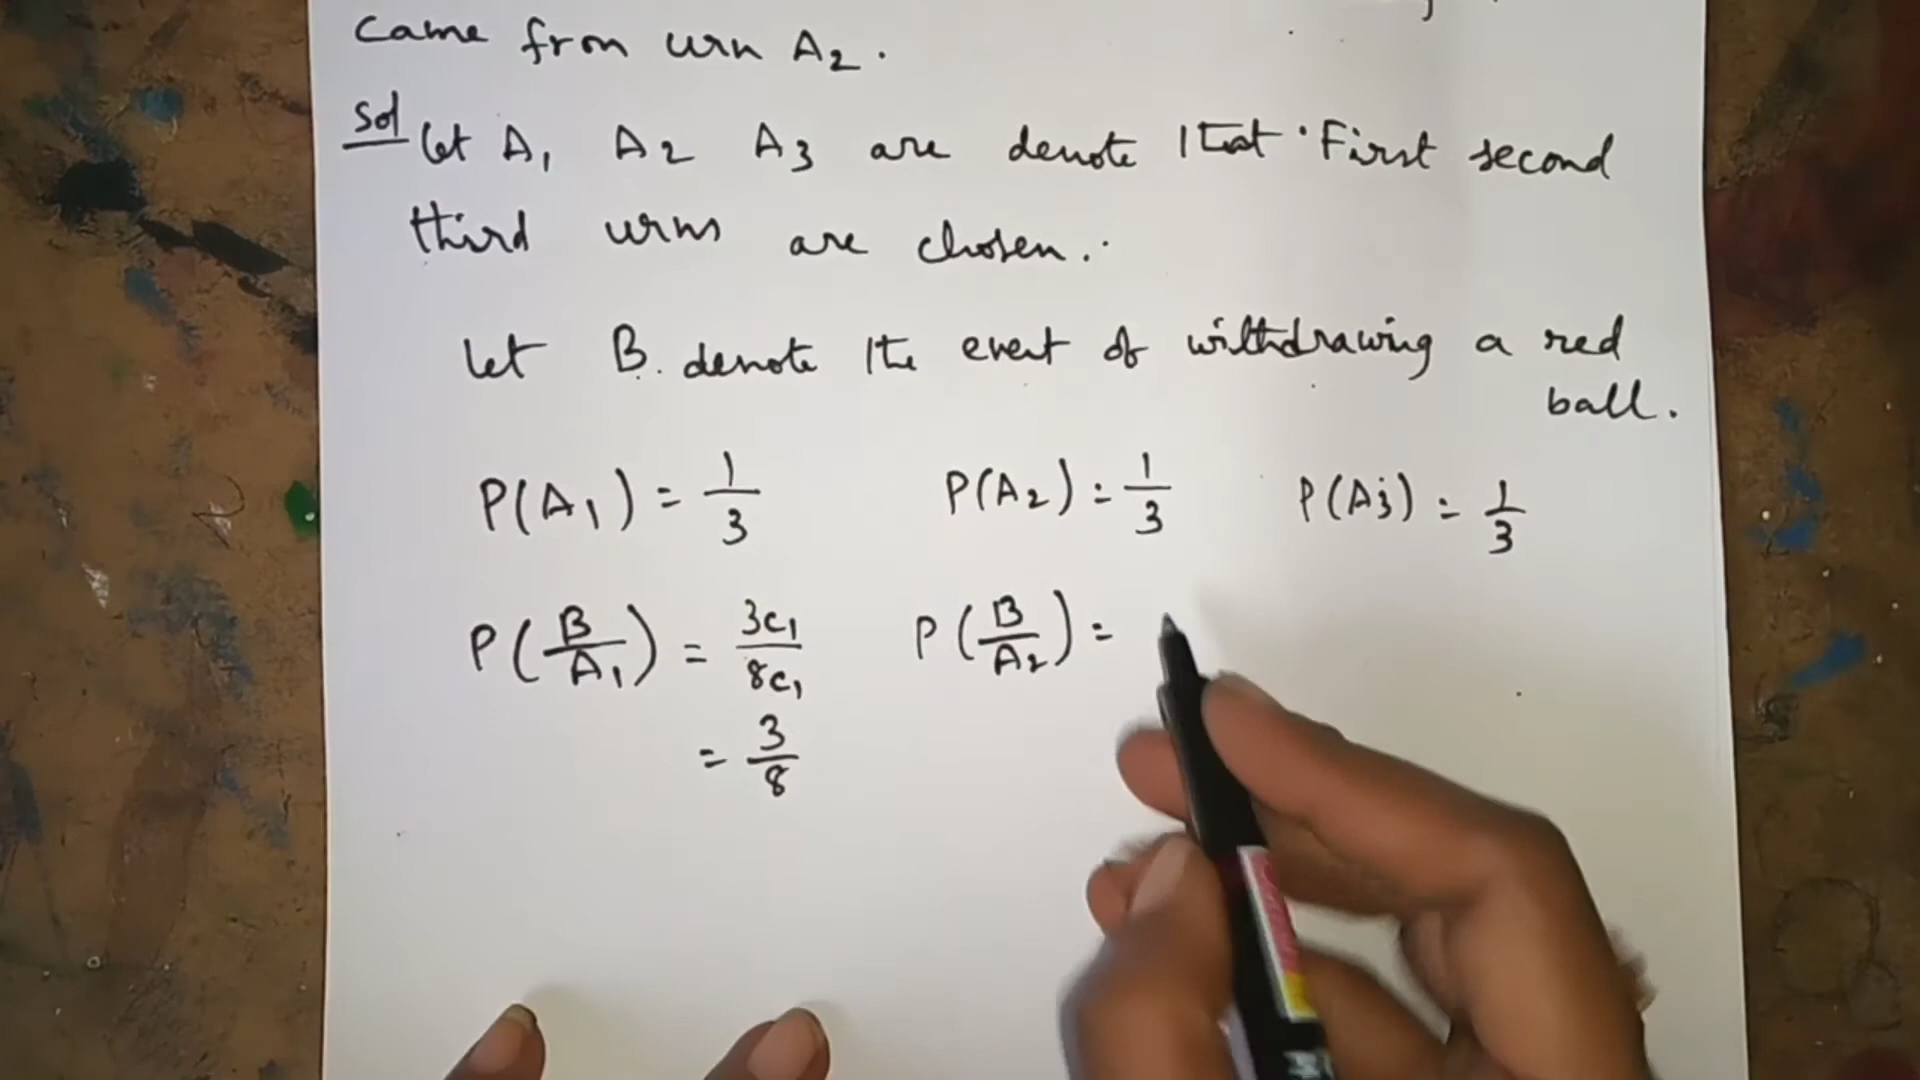 Came from urn A2.
Sol let A1 A2 A3 are denote that First second
third urns are chosen.
let B denote the event of withdrawing a red
ball.
P(A1) = 1/3 P(A2) = 1/3 P(A3) = 1/3
P(B/A1) = 3C1/8C1 P(B/A2) =
= 3/8